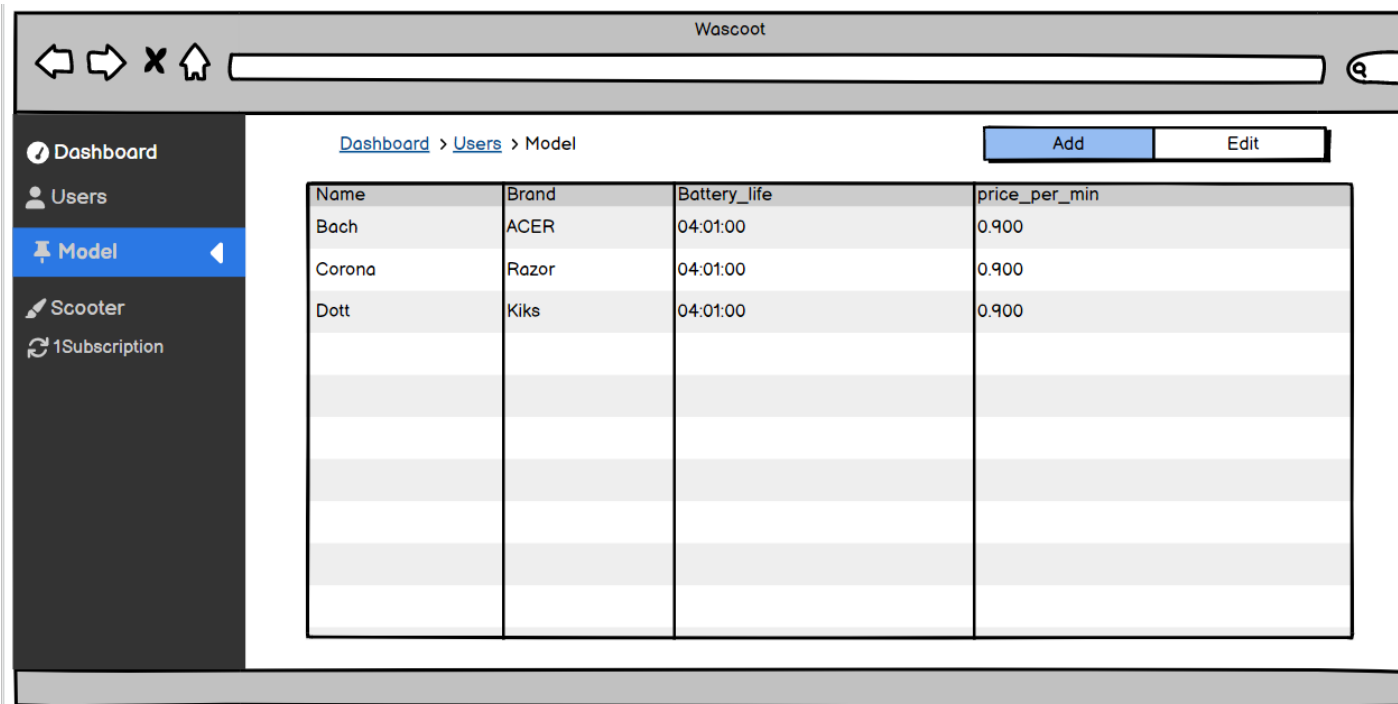 Wascoot
Dashboard
Users
Model
Scooter
1Subscription
Dashboard > Users > Model
Add Edit
Name Brand Battery_life price_per_min
Bach ACER 04:01:00 0.900
Corona Razor 04:01:00 0.900
Dott Kiks 04:01:00 0.900